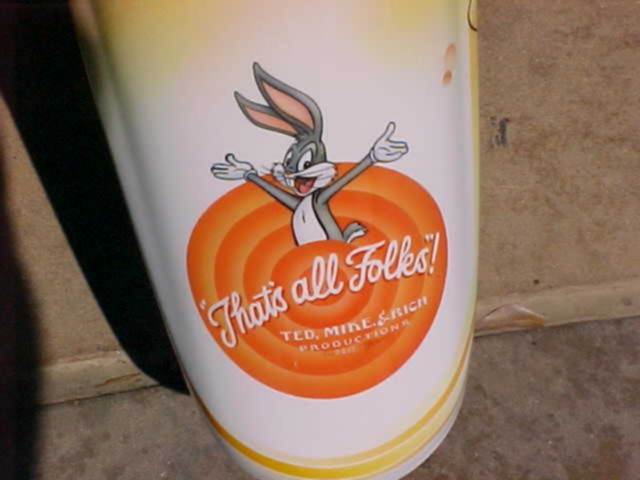 "That's all Folks"!
TED, MIKE, & RICH
PRODUCTIONS